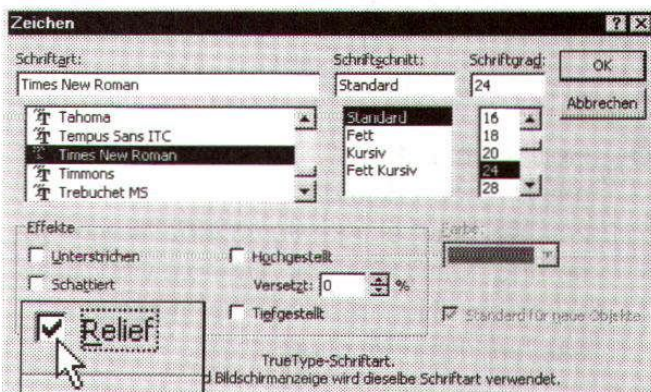 Zeichen
Schriftart: Schriftschnitt: Schriftgrad:
Times New Roman Standard 24 OK
Abbrechen
Tahoma Standard 16
Tempus Sans ITC Fett 18
Times New Roman Kursiv 20
Timmons Fett Kursiv 24
Trebuchet MS 28
Effekte Farbe:
Unterstrichen Hochgestellt
Schattiert Versetzt: 0 %
Relief Tiefgestellt Standard für neue Objekte
TrueType-Schriftart.
d Bildschirmanzeige wird dieselbe Schriftart verwendet.